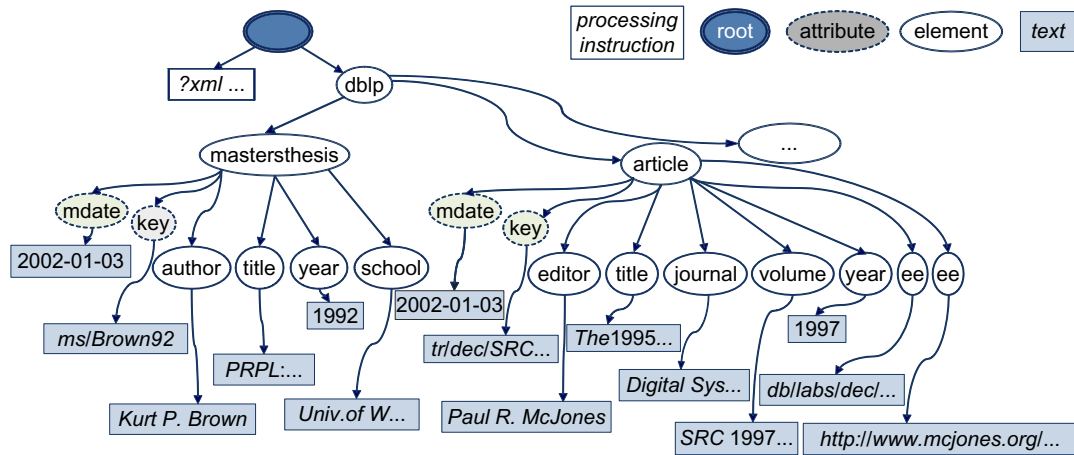 processing
instruction
root
attribute
element
text
?xml ...
dblp
...
mastersthesis
article
mdate
key
mdate
key
2002-01-03
author
title
year
school
2002-01-03
editor
title
journal
volume
year
ee
ee
ms/Brown92
1992
tr/dec/SRC...
The1995...
1997
PRPL:...
Digital Sys...
db/labs/dec/...
Kurt P. Brown
Univ.of W...
Paul R. McJones
SRC 1997...
http://www.mcjones.org/...